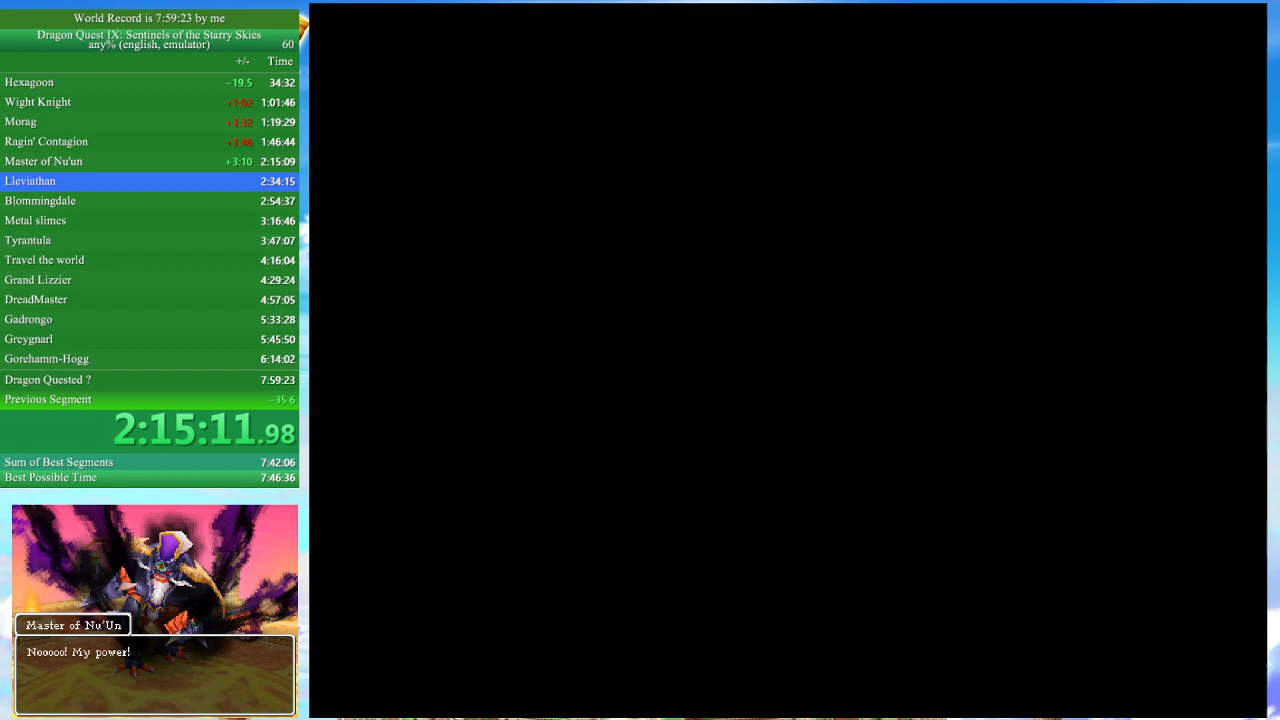 World Record is 7:59:23 by me
Dragon Quest IX: Sentinels of the Starry Skies
any% (english, emulator) 60
+/- Time
Hexagoon −19.5 34:32
Wight Knight +1:02 1:01:46
Morag +3:32 1:19:29
Ragin' Contagion +3:46 1:46:44
Master of Nu'un +3:10 2:15:09
Lleviathan 2:34:15
Blommingdale 2:54:37
Metal slimes 3:16:46
Tyrantula 3:47:07
Travel the world 4:16:04
Grand Lizzier 4:29:24
DreadMaster 4:57:05
Gadrongo 5:33:28
Greygnarl 5:45:50
Gorehamm-Hogg 6:14:02
Dragon Quested ? 7:59:23
Previous Segment −35.6
2:15:11.98
Sum of Best Segments 7:42:06
Best Possible Time 7:46:36
Master of Nu'Un
Nooooo! My power!